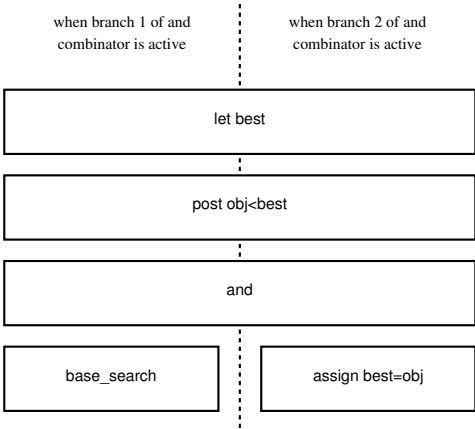 when branch 1 of and
combinator is active
when branch 2 of and
combinator is active
let best
post obj<best
and
base_search
assign best=obj